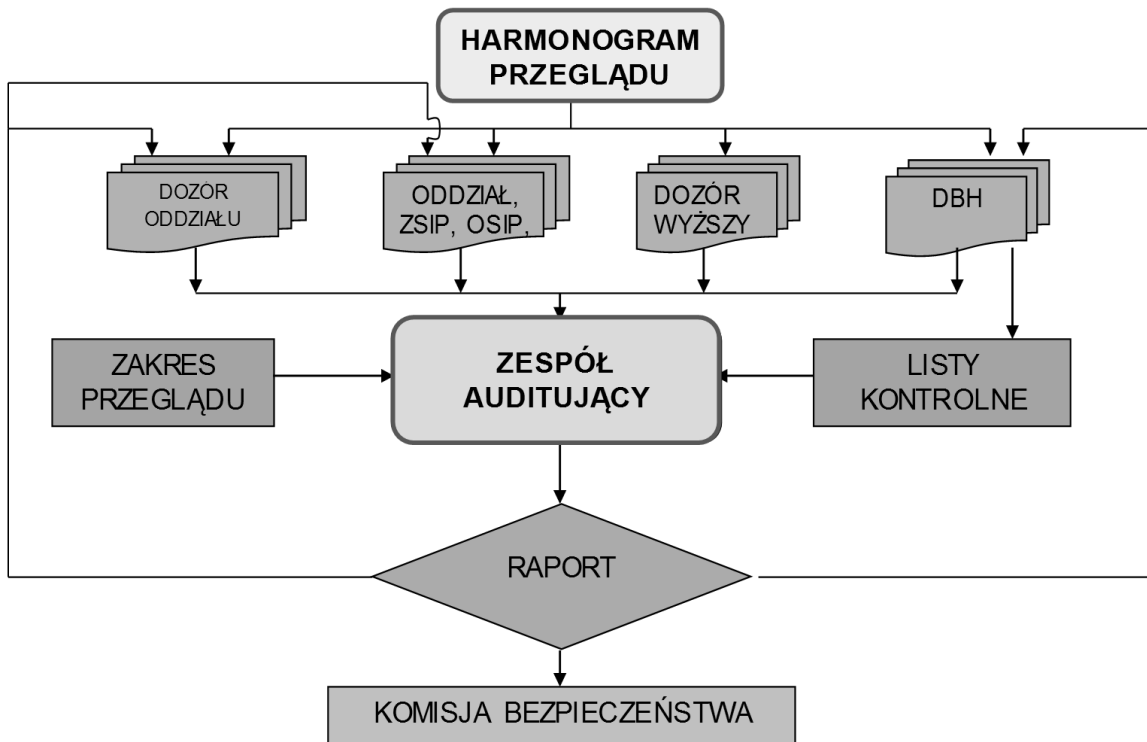 HARMONOGRAM
PRZEGLĄDU
DOZÓR
ODDZIAŁU
ODDZIAŁ,
ZSIP, OSIP,
DOZÓR
WYŻSZY
DBH
ZAKRES
PRZEGLĄDU
ZESPÓŁ
AUDITUJĄCY
LISTY
KONTROLNE
RAPORT
KOMISJA BEZPIECZEŃSTWA